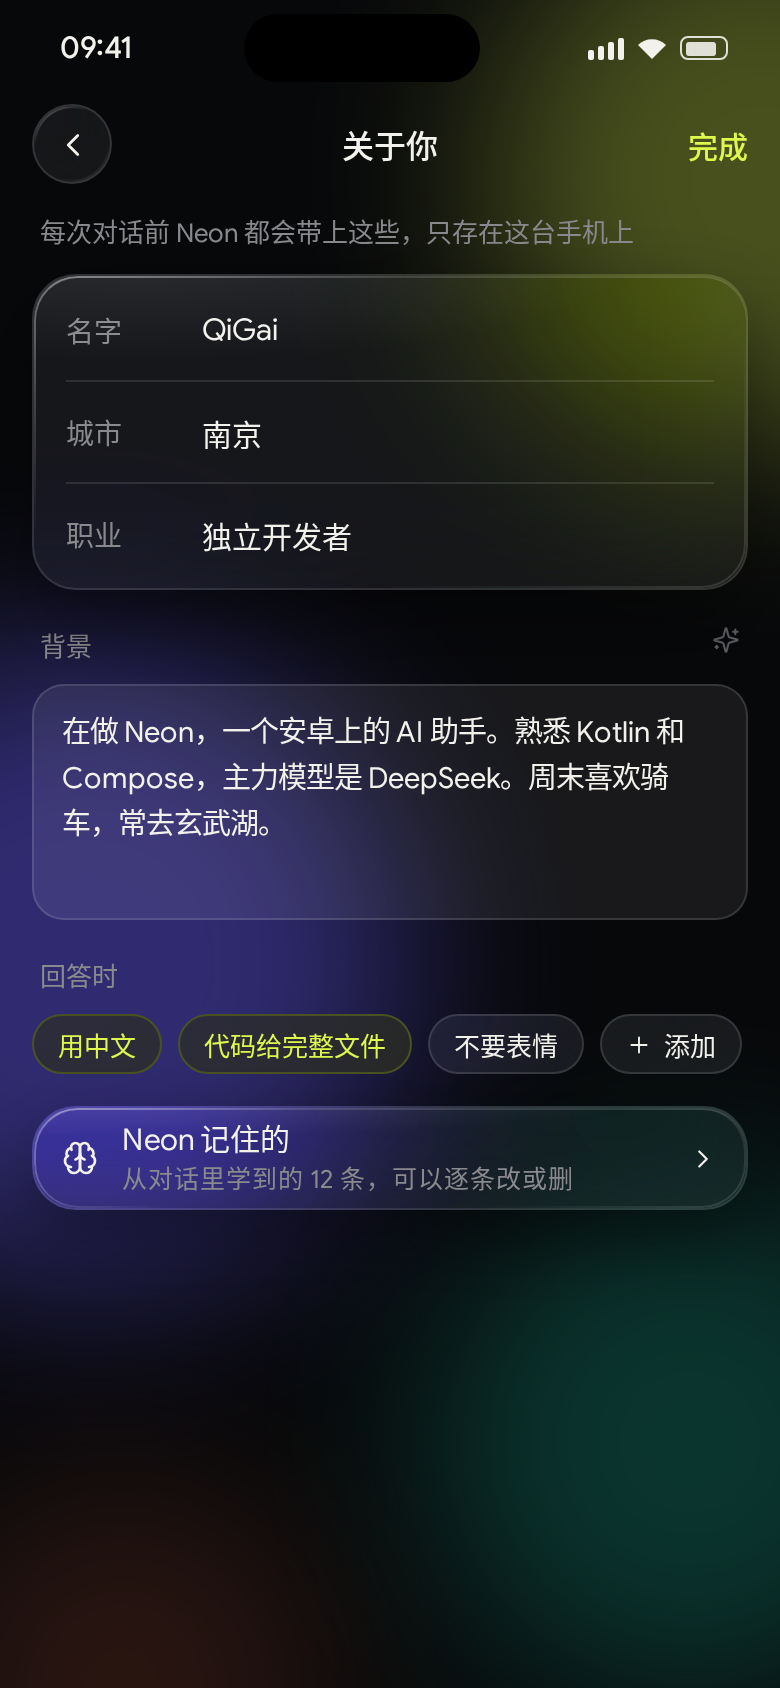 09:41
关于你
完成
每次对话前 Neon 都会带上这些，只存在这台手机上
名字 QiGai
城市 南京
职业 独立开发者
背景
在做 Neon，一个安卓上的 AI 助手。熟悉 Kotlin 和
Compose，主力模型是 DeepSeek。周末喜欢骑
车，常去玄武湖。
回答时
用中文
代码给完整文件
不要表情
+ 添加
Neon 记住的
从对话里学到的 12 条，可以逐条改或删